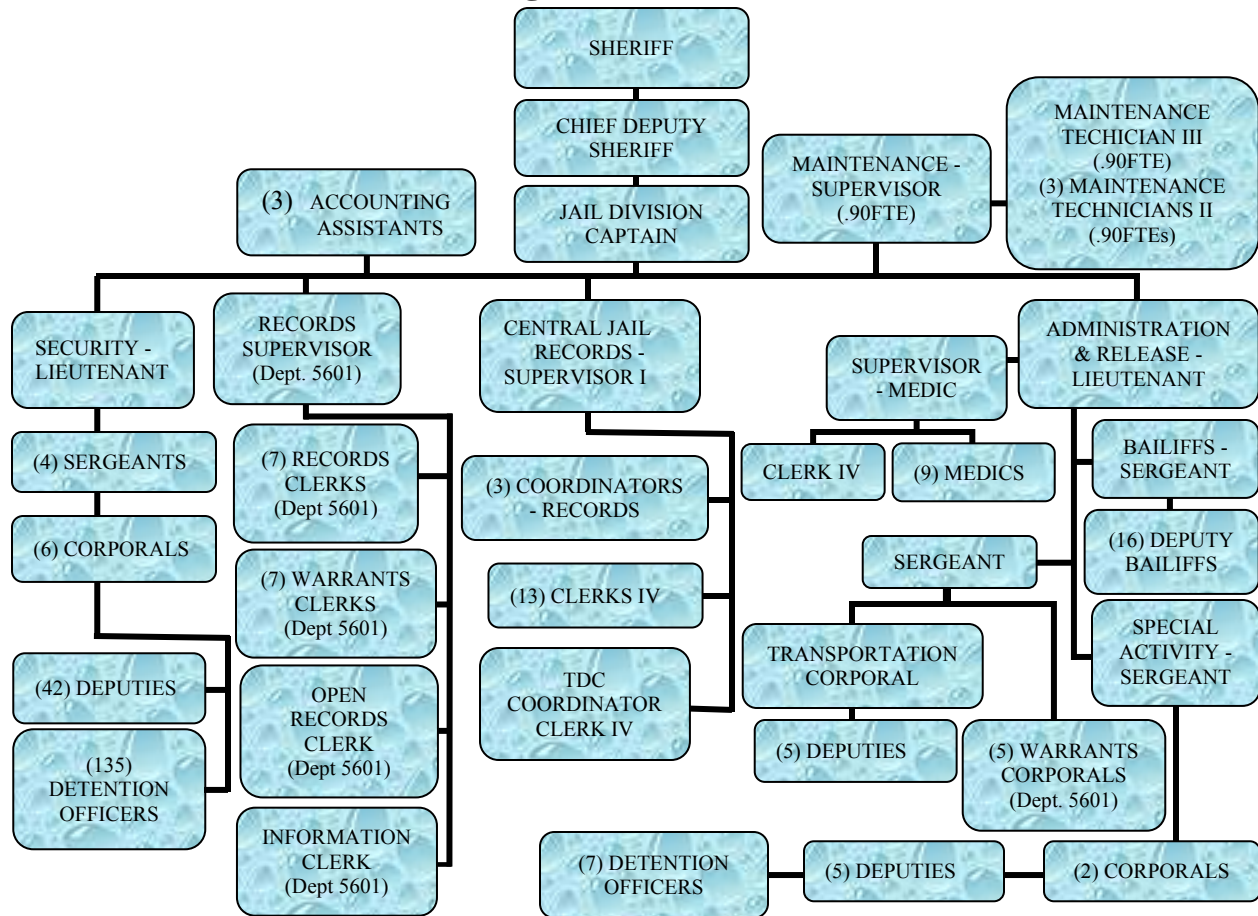 SHERIFF
CHIEF DEPUTY
SHERIFF
JAIL DIVISION
CAPTAIN
(3) ACCOUNTING
ASSISTANTS
MAINTENANCE -
SUPERVISOR
(.90FTE)
MAINTENANCE
TECHICIAN III
(.90FTE)
(3) MAINTENANCE
TECHNICIANS II
(.90FTEs)
SECURITY -
LIEUTENANT
(4) SERGEANTS
(6) CORPORALS
(42) DEPUTIES
(135)
DETENTION
OFFICERS
RECORDS
SUPERVISOR
(Dept. 5601)
(7) RECORDS
CLERKS
(Dept 5601)
(7) WARRANTS
CLERKS
(Dept 5601)
OPEN
RECORDS
CLERK
(Dept 5601)
INFORMATION
CLERK
(Dept 5601)
CENTRAL JAIL
RECORDS -
SUPERVISOR I
(3) COORDINATORS
- RECORDS
(13) CLERKS IV
TDC
COORDINATOR
CLERK IV
ADMINISTRATION
& RELEASE -
LIEUTENANT
SUPERVISOR
- MEDIC
CLERK IV
(9) MEDICS
BAILIFFS -
SERGEANT
(16) DEPUTY
BAILIFFS
SERGEANT
TRANSPORTATION
CORPORAL
(5) DEPUTIES
(5) WARRANTS
CORPORALS
(Dept. 5601)
SPECIAL
ACTIVITY -
SERGEANT
(2) CORPORALS
(5) DEPUTIES
(7) DETENTION
OFFICERS